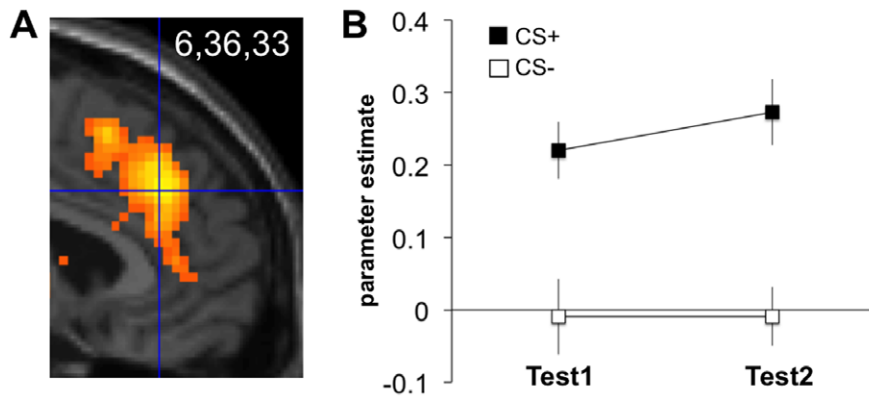 A
6,36,33
B
0.4
0.3
0.2
0.1
0
-0.1
parameter estimate
CS+
CS-
Test1
Test2